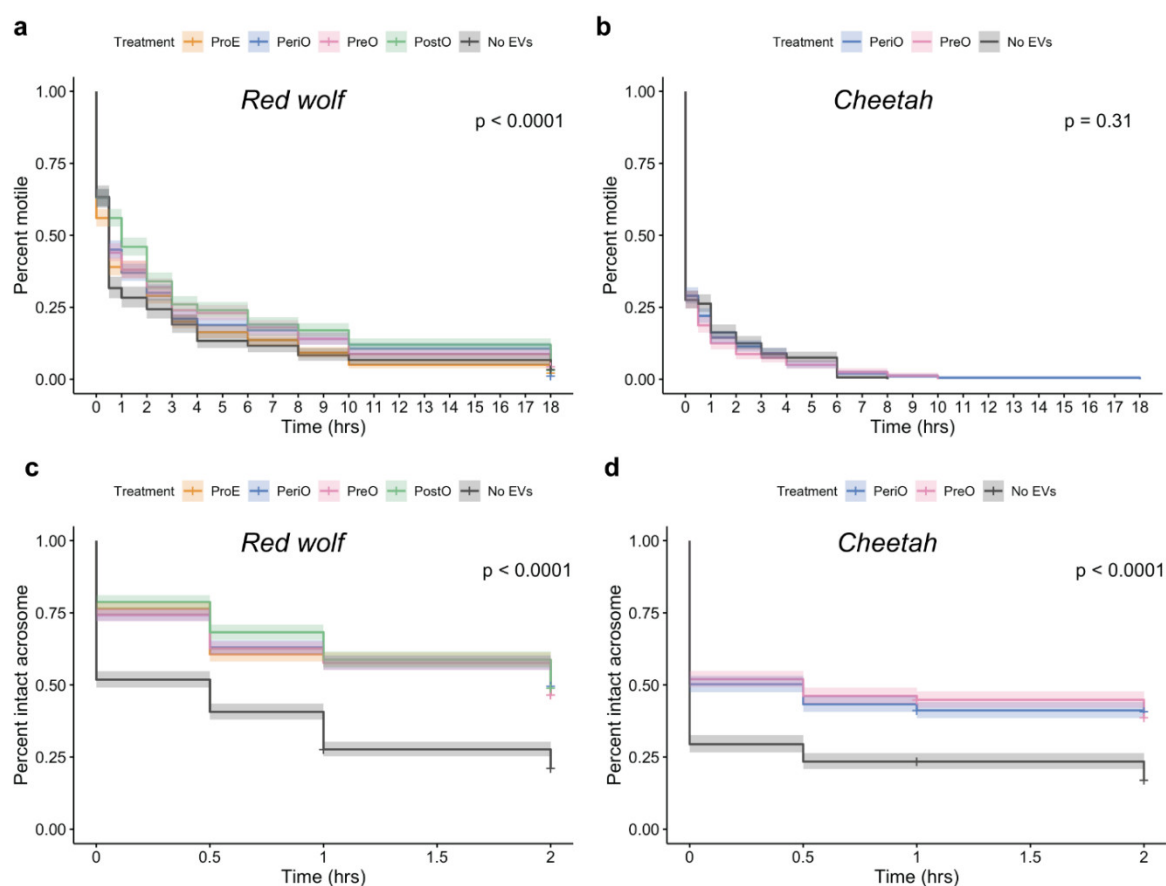 a
Treatment ProE PeriO PreO PostO No EVs
Red wolf
p < 0.0001
Percent motile
1.00
0.75
0.50
0.25
0.00
0 1 2 3 4 5 6 7 8 9 10 11 12 13 14 15 16 17 18
Time (hrs)
b
Treatment PeriO PreO No EVs
Cheetah
p = 0.31
Percent motile
1.00
0.75
0.50
0.25
0.00
0 1 2 3 4 5 6 7 8 9 10 11 12 13 14 15 16 17 18
Time (hrs)
c
Treatment ProE PeriO PreO PostO No EVs
Red wolf
p < 0.0001
Percent intact acrosome
1.00
0.75
0.50
0.25
0.00
0 0.5 1 1.5 2
Time (hrs)
d
Treatment PeriO PreO No EVs
Cheetah
p < 0.0001
Percent intact acrosome
1.00
0.75
0.50
0.25
0.00
0 0.5 1 1.5 2
Time (hrs)